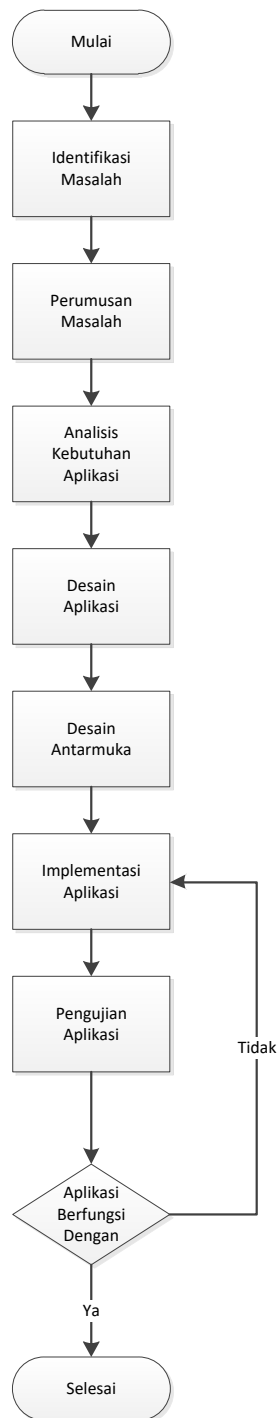 Mulai
Identifikasi
Masalah
Perumusan
Masalah
Analisis
Kebutuhan
Aplikasi
Desain
Aplikasi
Desain
Antarmuka
Implementasi
Aplikasi
Pengujian
Aplikasi
Tidak
Aplikasi
Berfungsi
Dengan
Ya
Selesai